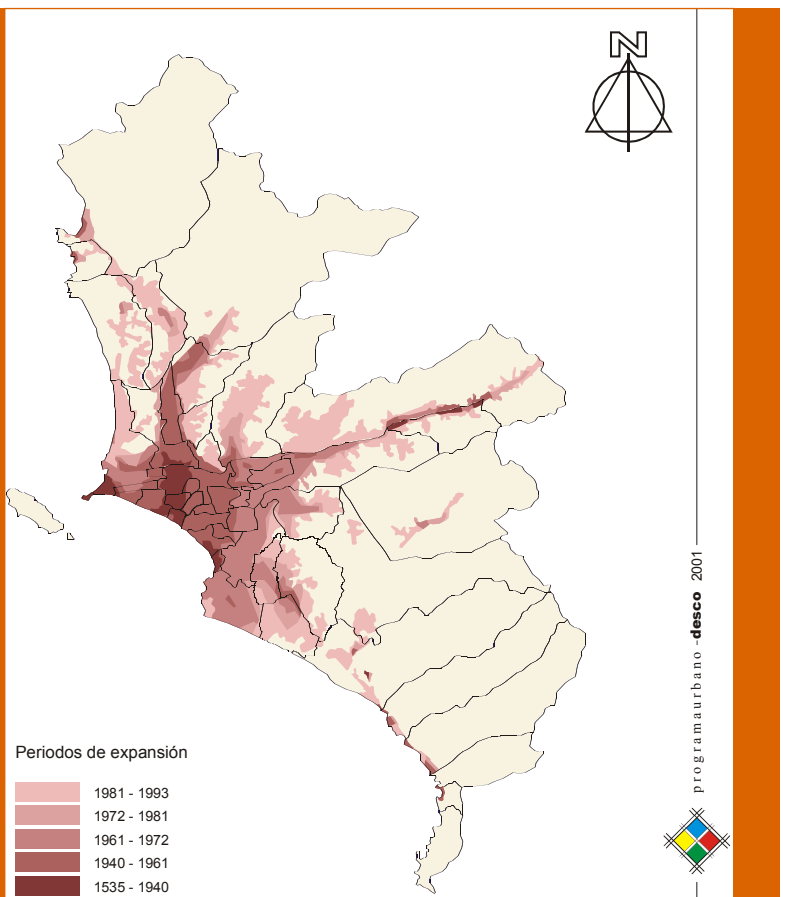 N
Periodos de expansión
1981 - 1993
1972 - 1981
1961 - 1972
1940 - 1961
1535 - 1940
programaurbano -desco 2001